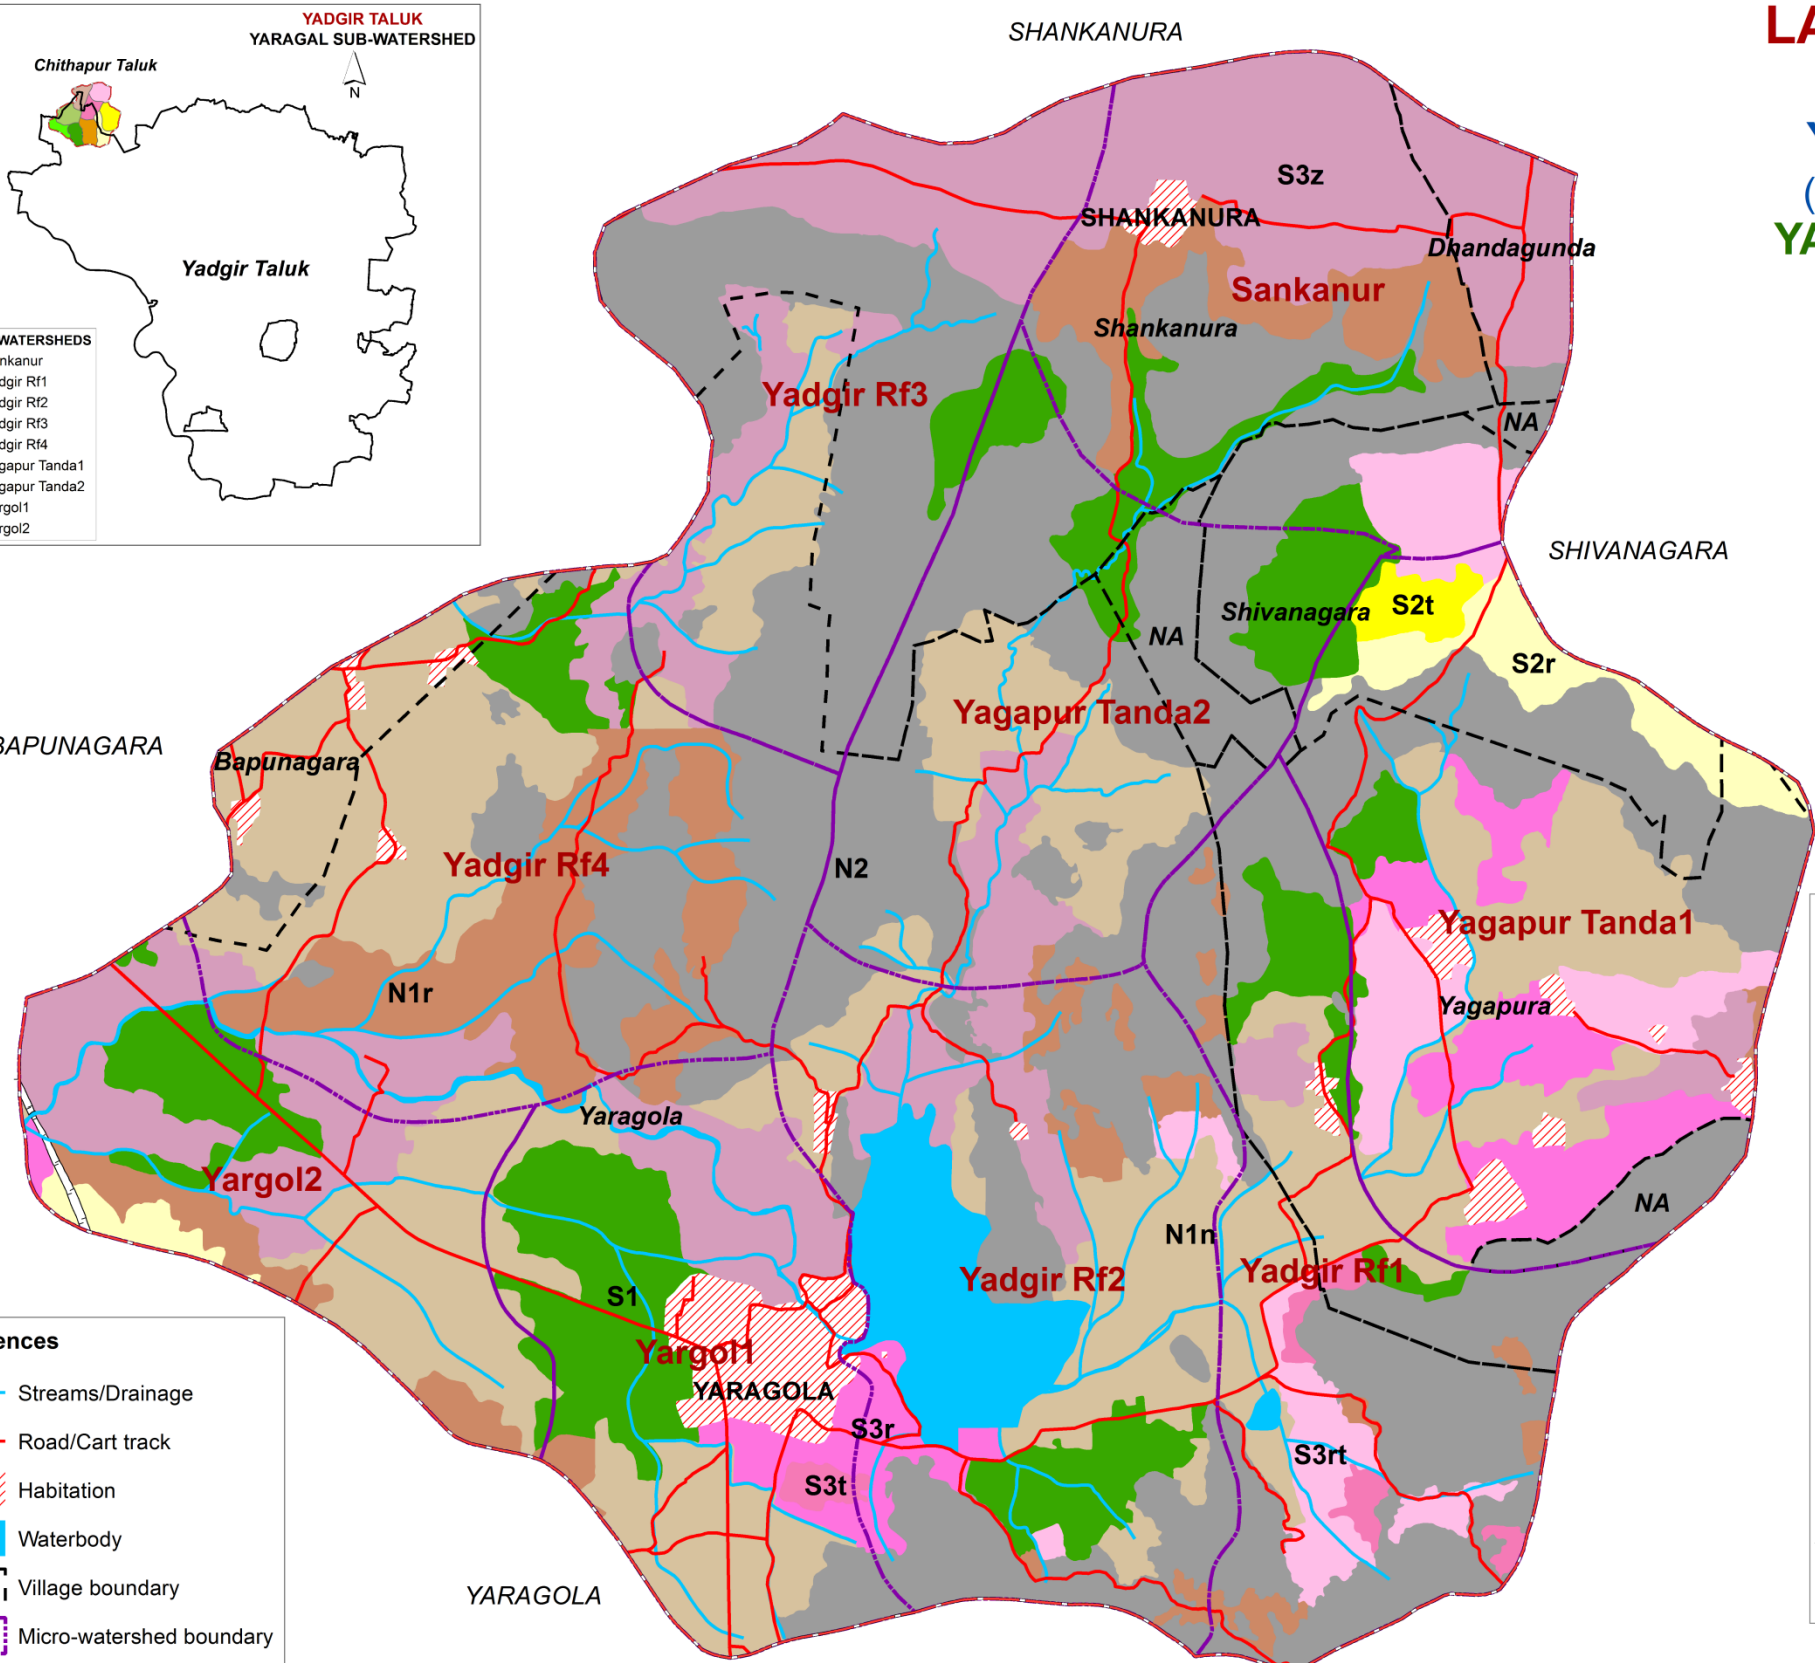 YADGIR TALUK
YARAGAL SUB-WATERSHED
Chithapur Taluk
N
Yadgir Taluk
WATERSHEDS
nkanur
dgir Rf1
dgir Rf2
dgir Rf3
dgir Rf4
gapur Tanda1
gapur Tanda2
rgol1
rgol2
SHANKANURA
LA
Y
(
YA
S3z
SHANKANURA
Dhandagunda
Sankanur
Shankanura
Yadgir Rf3
NA
SHIVANAGARA
Shivanagara
S2t
NA
S2r
Yagapur Tanda2
BAPUNAGARA
Bapunagara
Yadgir Rf4
N2
Yagapur Tanda1
N1r
Yagapura
Yaragola
Yargol2
NA
N1n
Yadgir Rf2
Yadgir Rf1
S1
Yargol1
YARAGOLA
S3r
S3rt
S3t
YARAGOLA
ences
Streams/Drainage
Road/Cart track
Habitation
Waterbody
Village boundary
Micro-watershed boundary